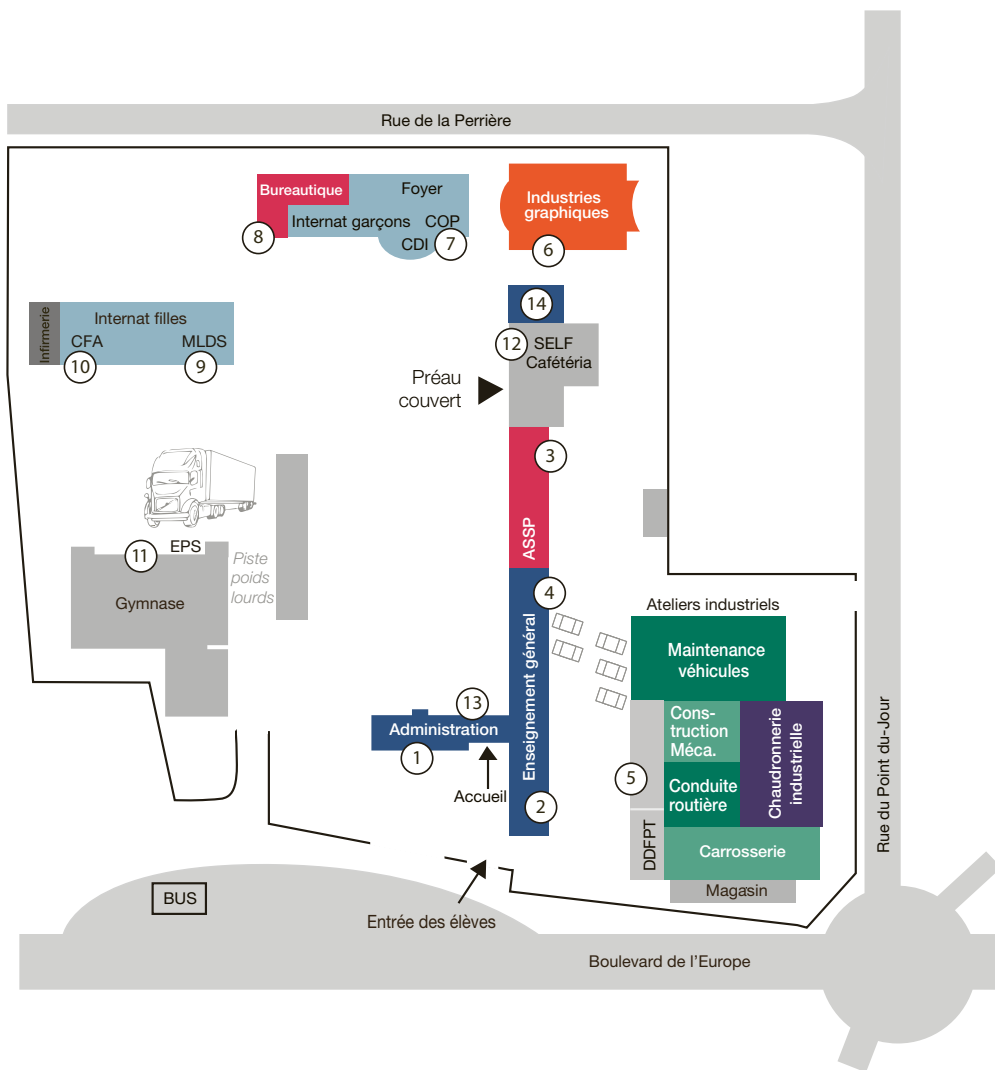 Rue de la Perrière
Bureautique
Foyer
Internat garçons
COP
CDI
8
7
Industries
graphiques
6
14
Infirmerie
Internat filles
CFA
MLDS
10
9
12
SELF
Cafétéria
Préau
couvert
3
ASSP
EPS
11
Gymnase
Piste
poids
lourds
4
Enseignement général
2
13
Administration
1
Accueil
Ateliers industriels
Maintenance
véhicules
Cons-
truction
Méca.
Chaudronnerie
industrielle
5
Conduite
routière
DDFPT
Carrosserie
Magasin
Rue du Point du-Jour
BUS
Entrée des élèves
Boulevard de l'Europe